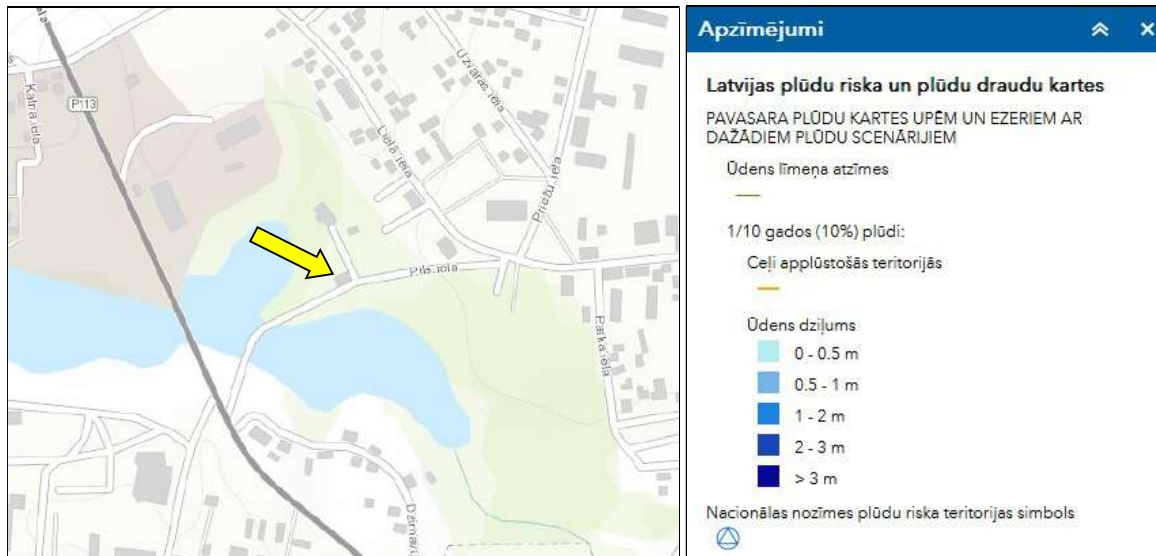 Uzvaras iela
Katrīnas iela
P113
Lielā iela
Priežu iela
Pils iela
Parka iela
Dzirnavu
Apzīmējumi
Latvijas plūdu riska un plūdu draudu kartes
PAVASARA PLŪDU KARTES UPĒM UN EZERIEM AR
DAŽĀDIEM PLŪDU SCENĀRIJIEM
Ūdens līmeņa atzīmes
1/10 gados (10%) plūdi:
Ceļi applūstošās teritorijās
Ūdens dziļums
0 - 0.5 m
0.5 - 1 m
1 - 2 m
2 - 3 m
> 3 m
Nacionālas nozīmes plūdu riska teritorijas simbols